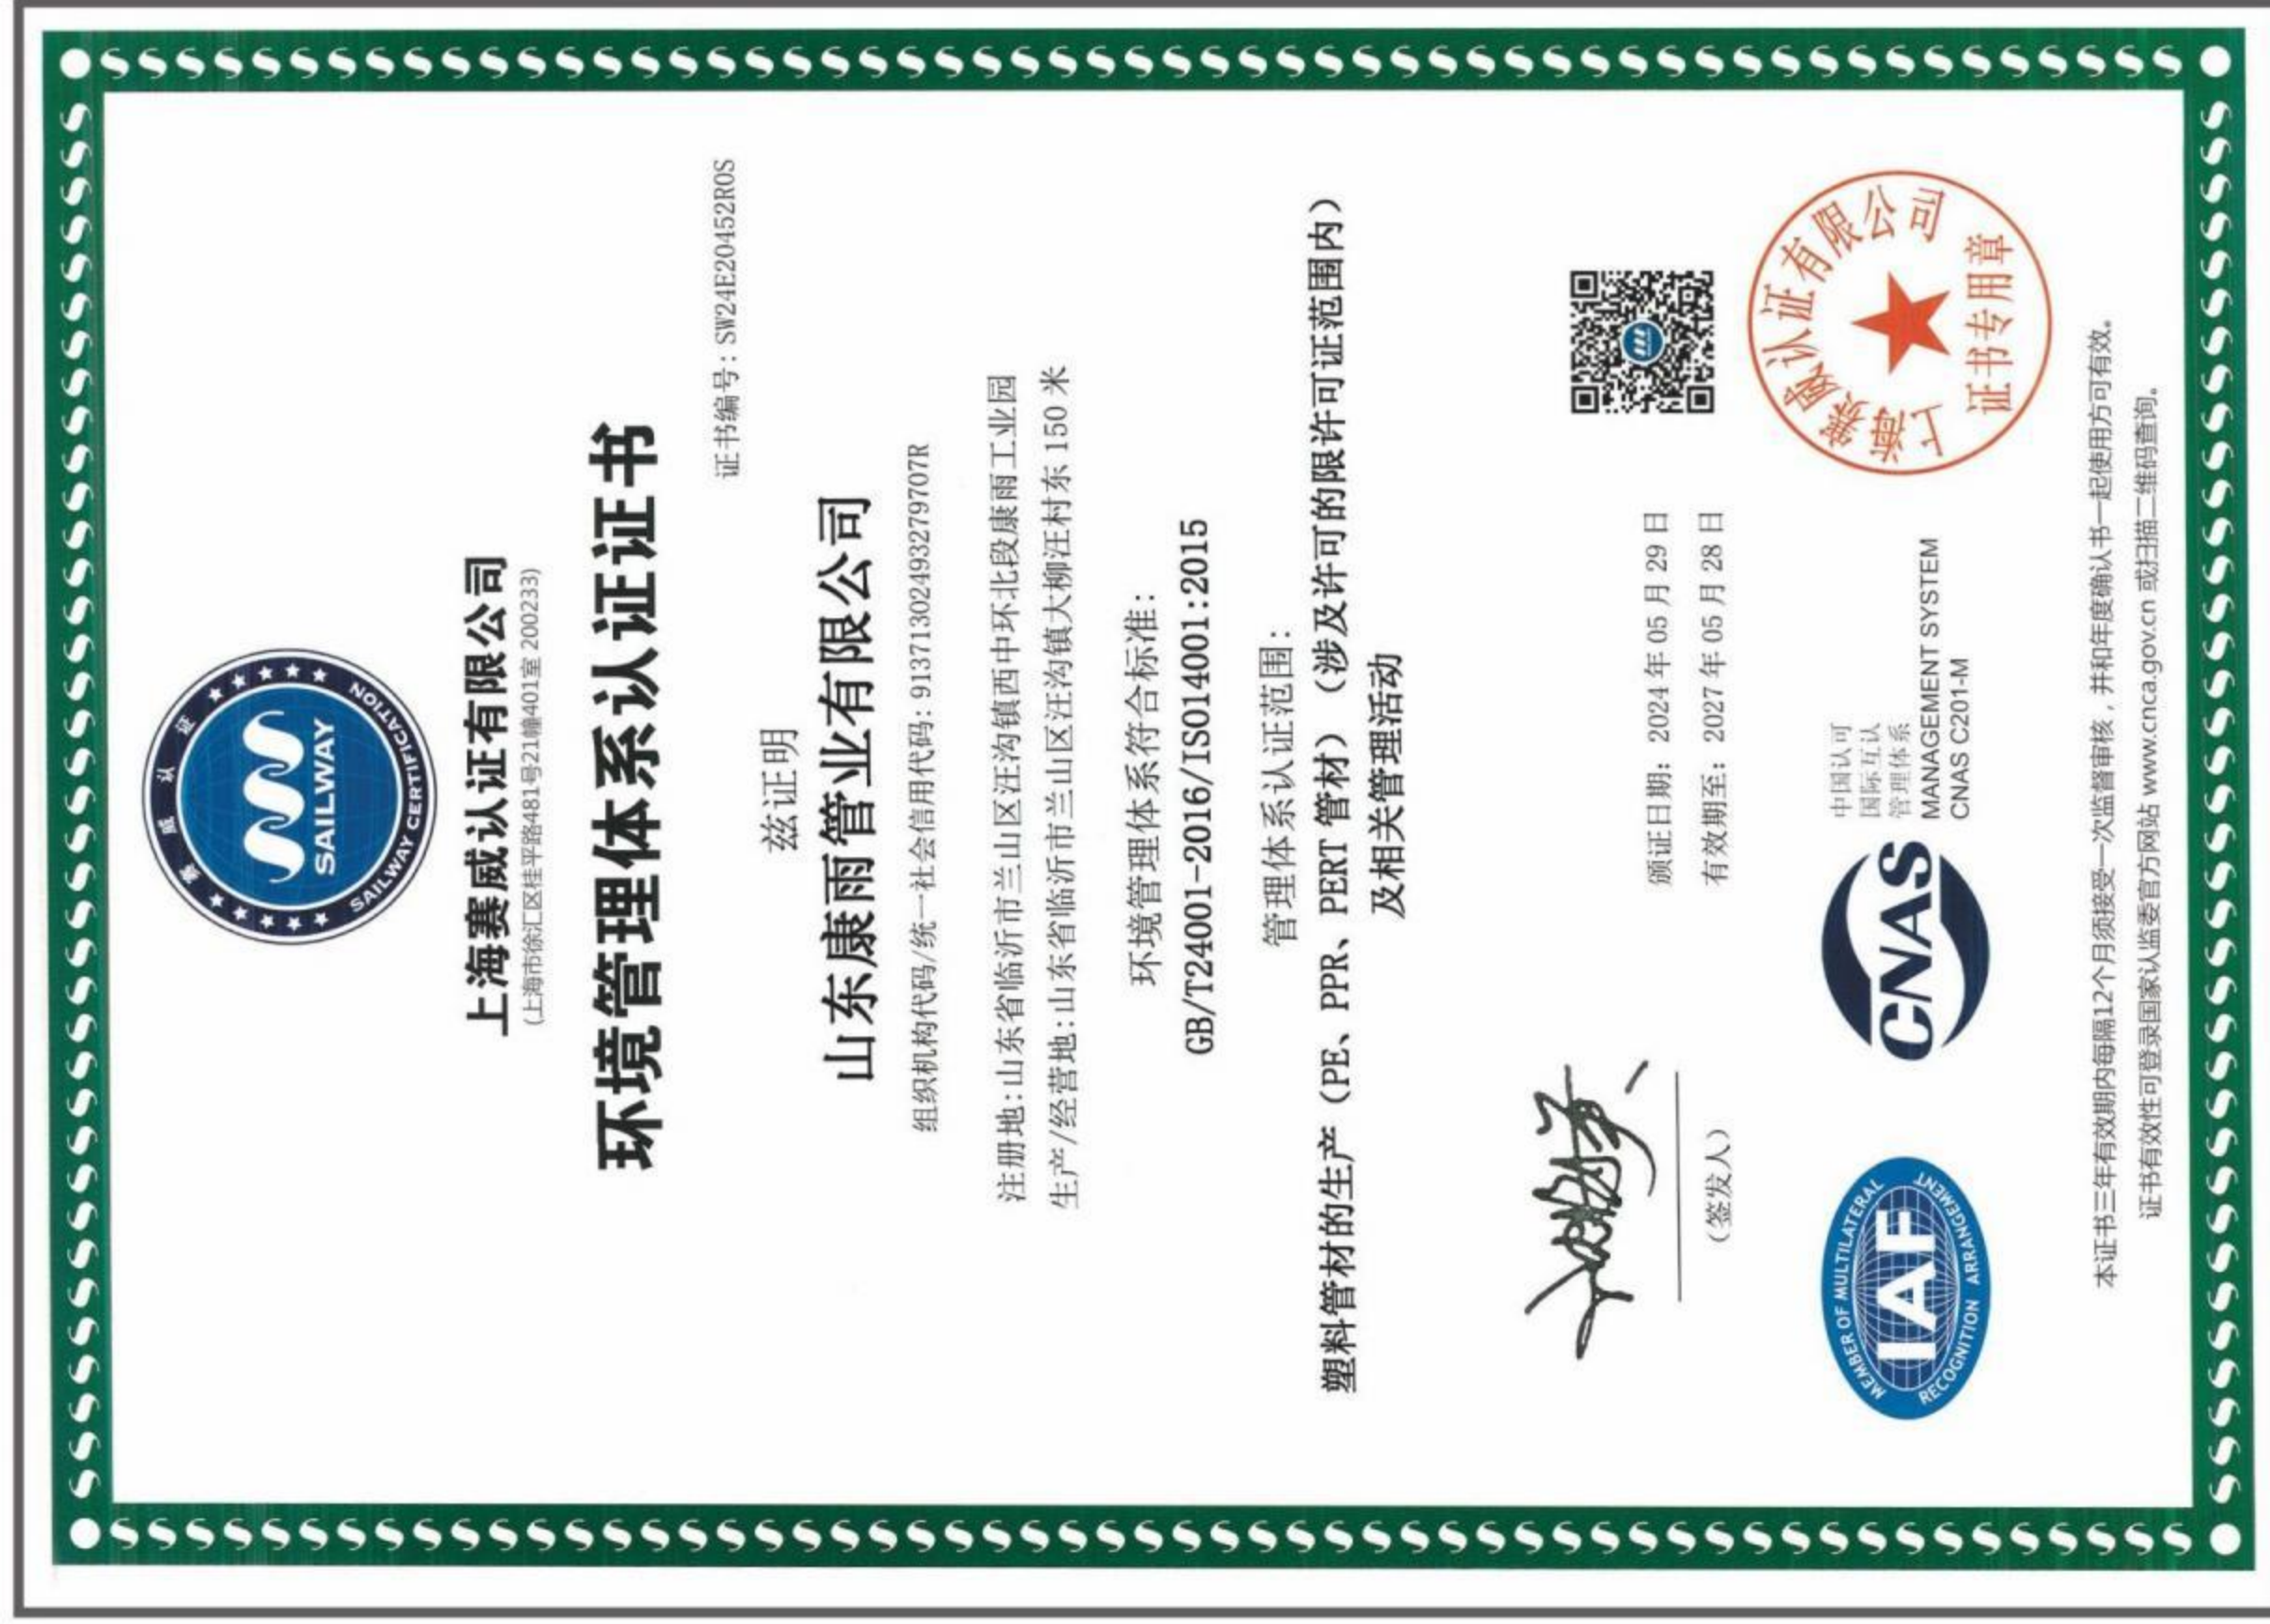 赛威认证
SAILWAY
SAILWAY CERTIFICATION
上海赛威认证有限公司
(上海市徐汇区桂平路481号21幢401室 200233)
环境管理体系认证证书
证书编号：SW24E20452R0S
兹证明
山东康雨管业有限公司
组织机构代码/统一社会信用代码：91371302493279707R
注册地:山东省临沂市兰山区汪沟镇西中环北段康雨工业园
生产/经营地:山东省临沂市兰山区汪沟镇大柳汪村东 150 米
环境管理体系符合标准：
GB/T24001-2016/ISO14001:2015
管理体系认证范围：
塑料管材的生产（PE、PPR、PERT 管材）（涉及许可的限许可证范围内）
及相关管理活动
颁证日期：2024 年 05 月 29 日
有效期至：2027 年 05 月 28 日
（签发人）
MEMBER OF MULTILATERAL
IAF
RECOGNITION ARRANGEMENT
CNAS
中国认可
国际互认
管理体系
MANAGEMENT SYSTEM
CNAS C201-M
上海赛威认证有限公司
证书专用章
本证书三年有效期内每隔12个月须接受一次监督审核，并和年度确认书一起使用方可有效。
证书有效性可登录国家认监委官方网站 www.cnca.gov.cn 或扫描二维码查询。